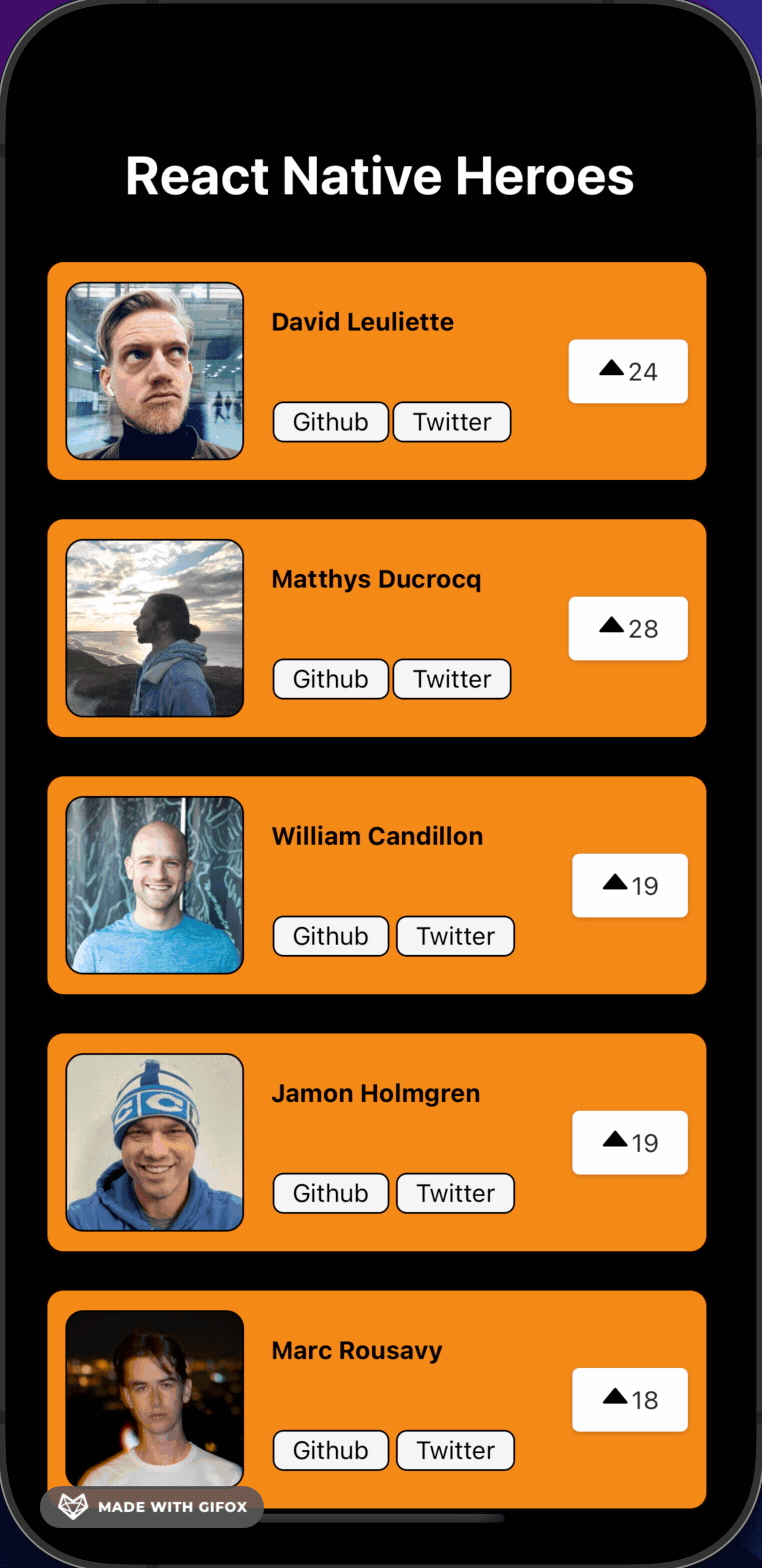 React Native Heroes
David Leuliette
24
Github Twitter
Matthys Ducrocq
28
Github Twitter
William Candillon
19
Github Twitter
Jamon Holmgren
19
Github Twitter
Marc Rousavy
18
Github Twitter
MADE WITH GIFOX